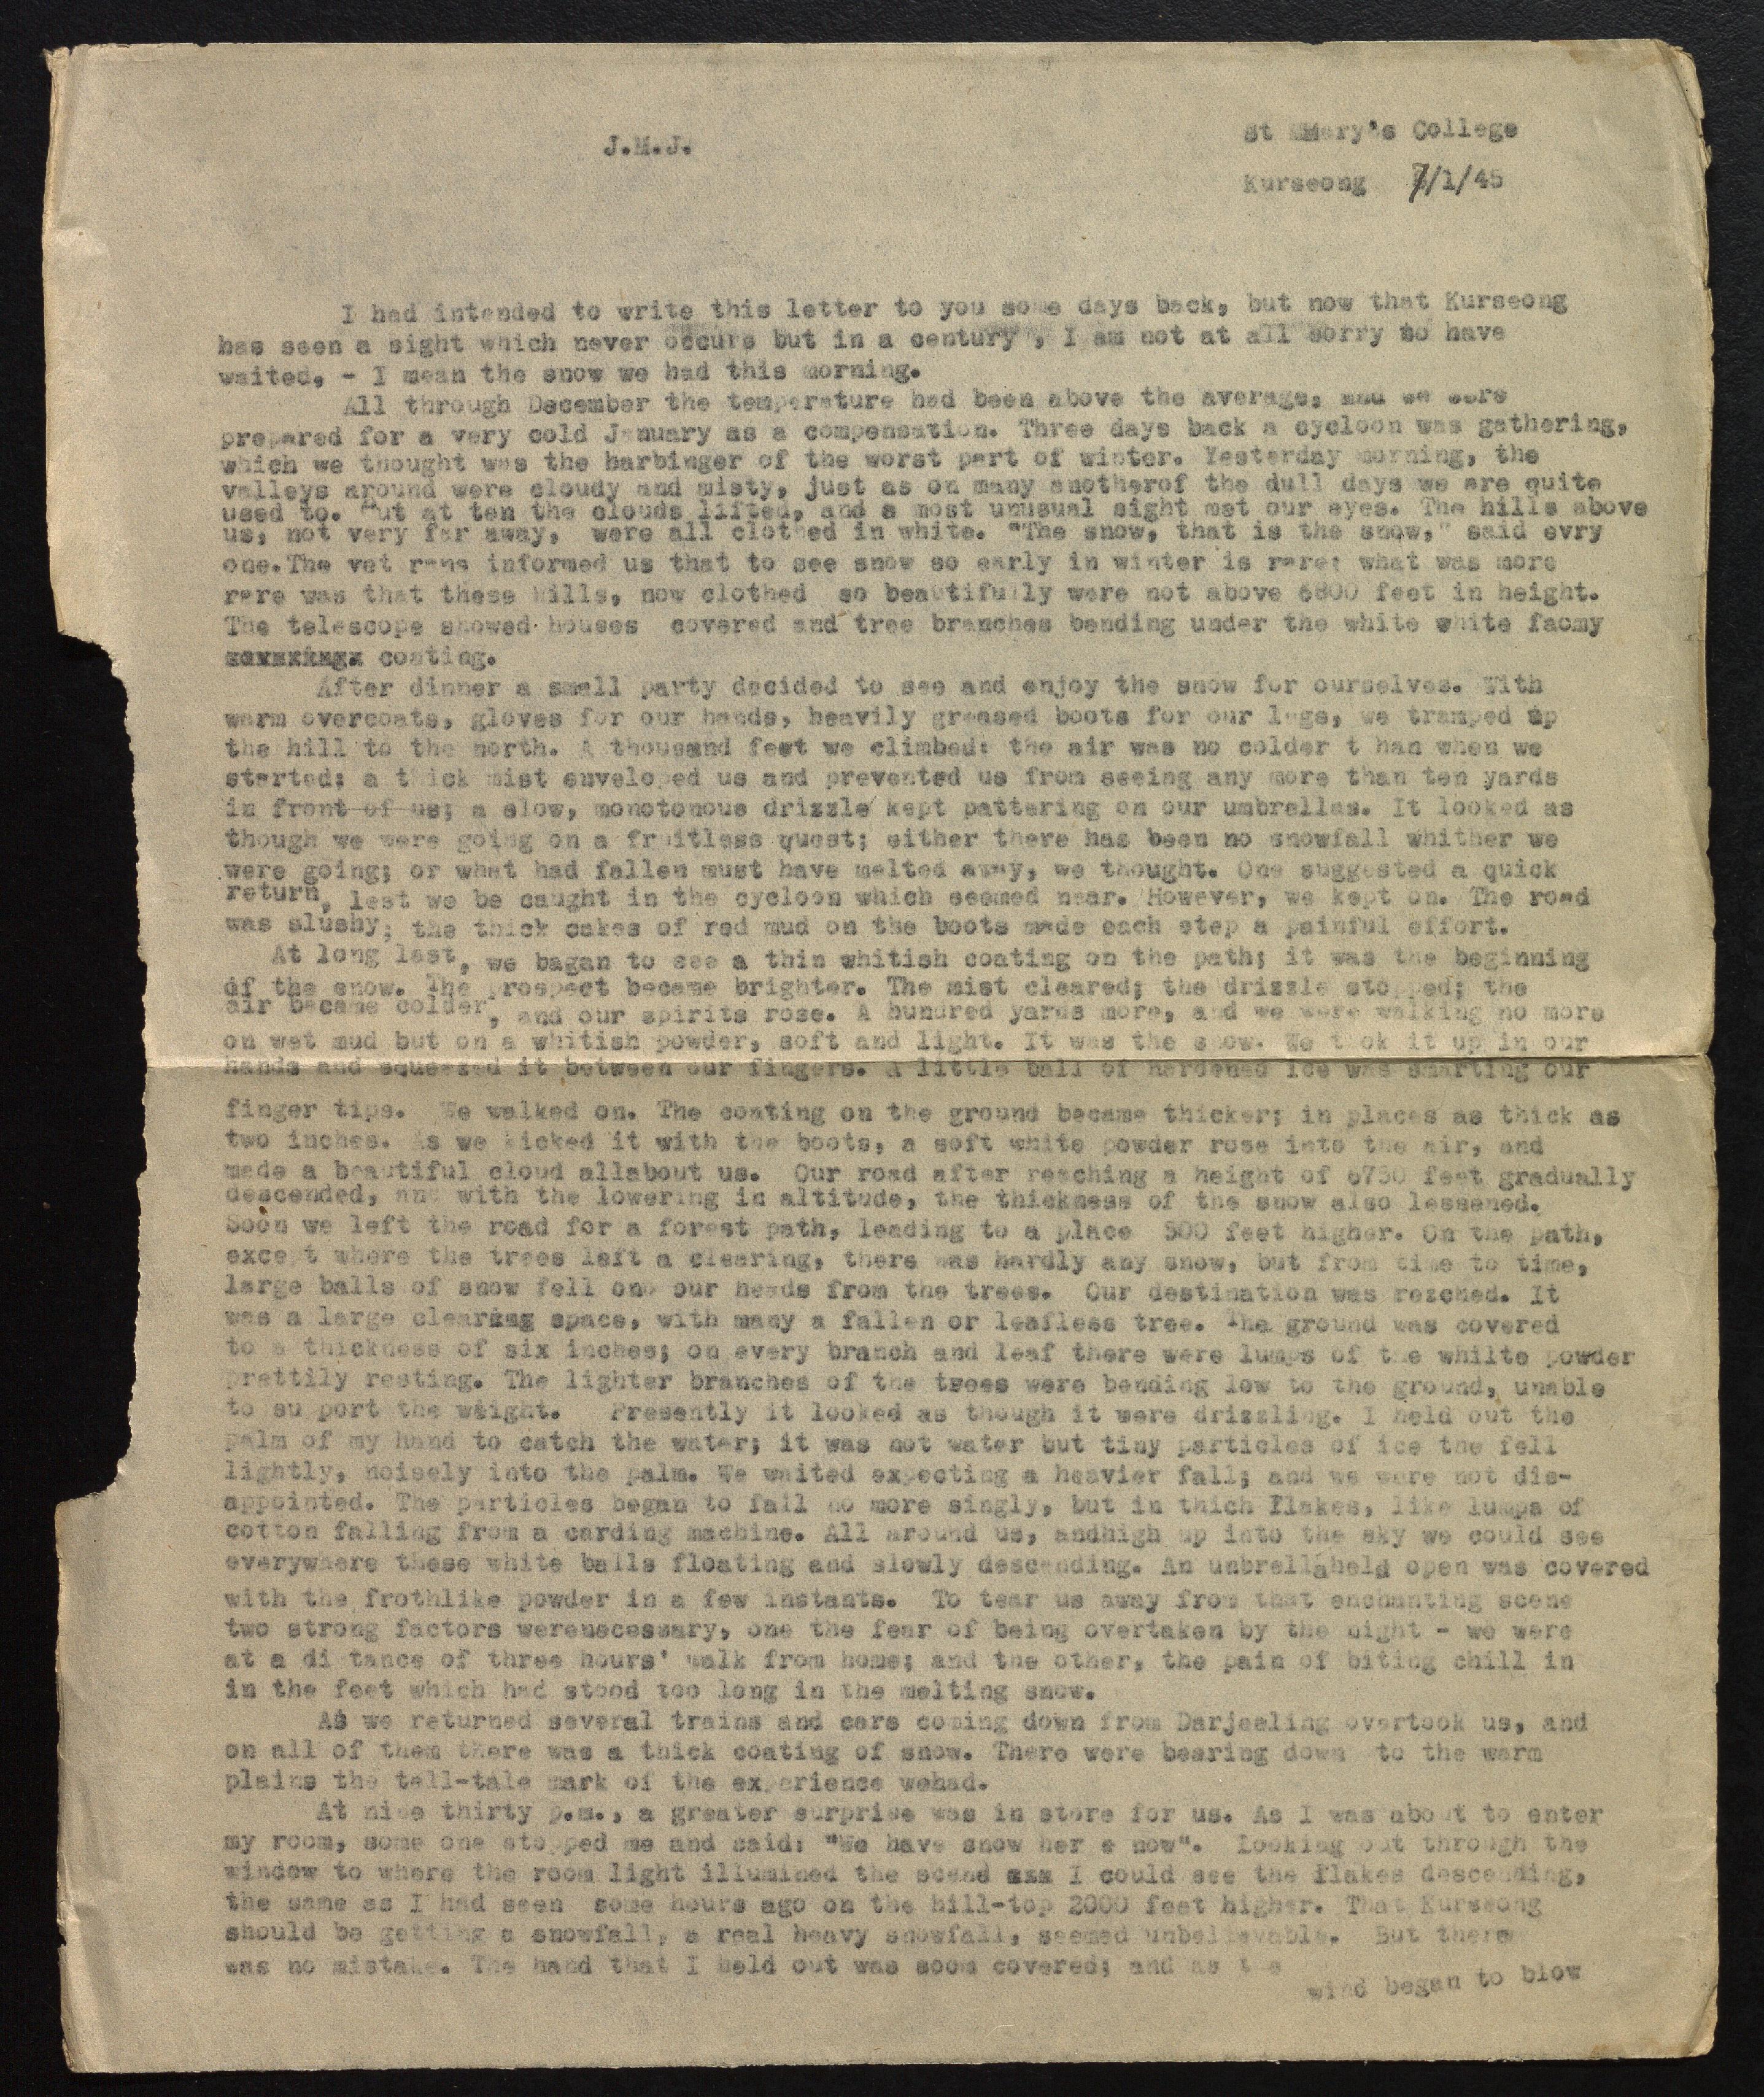 J.M.J.
St Mary's College
Kurseong 7/1/45
I had intended to write this letter to you some days back, but now that Kurseong
has seen a sight which never occurs but in a century, I am not at all sorry to have
waited, - I mean the snow we had this morning.
All through December the temperature had been above the average, and we were
prepared for a very cold January as a compensation. Three days back a cycloon was gathering,
which we thought was the harbinger of the worst part of winter. Yesterday morning, the
valleys around were cloudy and misty, just as on many anotherof the dull days we are quite
used to. But at ten the clouds lifted, and a most unusual sight met our eyes. The hills above
us, not very far away, were all clothed in white. "The snow, that is the snow," said evry
one.The vet rans informed us that to see snow so early in winter is rare; what was more
rare was that these hills, now clothed so beautifully were not above 6800 feet in height.
The telescope showed houses covered and tree branches bending under the white white faomy
coating.
After dinner a small party decided to see and enjoy the snow for ourselves. With
warm overcoats, gloves for our hands, heavily greased boots for our legs, we tramped up
the hill to the north. A thousand feet we climbed: the air was no colder t han when we
started; a thick mist enveloped us and prevented us from seeing any more than ten yards
in front of us; a slow, monotonous drizzle kept pattering on our umbrellas. It looked as
though we were going on a fruitless quest; either there has been no snowfall whither we
were going; or what had fallen must have melted away, we thought. One suggested a quick
return, lest we be caught in the cycloon which seemed near. However, we kept on. The road
was slushy; the thick cakes of red mud on the boots made each step a painful effort.
At long last, we bagan to see a thin whitish coating on the path; it was the beginning
of the snow. The prospect became brighter. The mist cleared; the drizzle stopped; the
air became colder, and our spirits rose. A hundred yards more, and we were walking no more
on wet mud but on a whitish powder, soft and light. It was the snow. We took it up in our
hands and squeezed it between our fingers. A little ball of hardened ice was smarting our
finger tips. We walked on. The coating on the ground became thicker; in places as thick as
two inches. As we kicked it with the boots, a soft white powder rose into the air, and
made a beautiful cloud allabout us. Our road after reaching a height of 6750 feet gradually
descended, and with the lowering in altitude, the thickness of the snow also lessened.
Soon we left the road for a forest path, leading to a place 500 feet higher. On the path,
except where the trees left a clearing, there was hardly any snow, but from time to time,
large balls of snow fell on our heads from the trees. Our destination was reached. It
was a large clearing space, with many a fallen or leafless tree. The ground was covered
to a thickness of six inches; on every branch and leaf there were lumps of the whilte powder
prettily resting. The lighter branches of the trees were bending low to the ground, unable
to su port the weight. Presently it looked as though it were drizzling. I held out the
palm of my hand to catch the water; it was not water but tiny particles of ice the fell
lightly, noisely into the palm. We waited expecting a heavier fall; and we were not dis-
appointed. The particles began to fall no more singly, but in thich flakes, like lumps of
cotton falling from a carding machine. All around us, andhigh up into the sky we could see
everywhere these white balls floating and slowly descending. An unbrellaheld open was covered
with the frothlike powder in a few instants. To tear us away from that enchanting scene
two strong factors werenecessary, one the fear of being overtaken by the night - we were
at a di tance of three hours' walk from home; and the other, the pain of biting chill in
in the feet which had stood too long in the melting snow.
As we returned several trains and cars coming down from Darjeeling overtook us, and
on all of them there was a thick coating of snow. There were bearing down to the warm
plains the tell-tale mark of the experience wehad.
At nine thirty p.m., a greater surprise was in store for us. As I was about to enter
my room, some one stopped me and said: "We have snow her e now". Looking out through the
window to where the room light illumined the scene I could see the flakes descending,
the same as I had seen some hours ago on the hill-top 2000 feet higher. That Kurseong
should be getting a snowfall, a real heavy snowfall, seemed unbelievable. But there
was no mistake. The hand that I held out was soon covered; and as the
wind began to blow